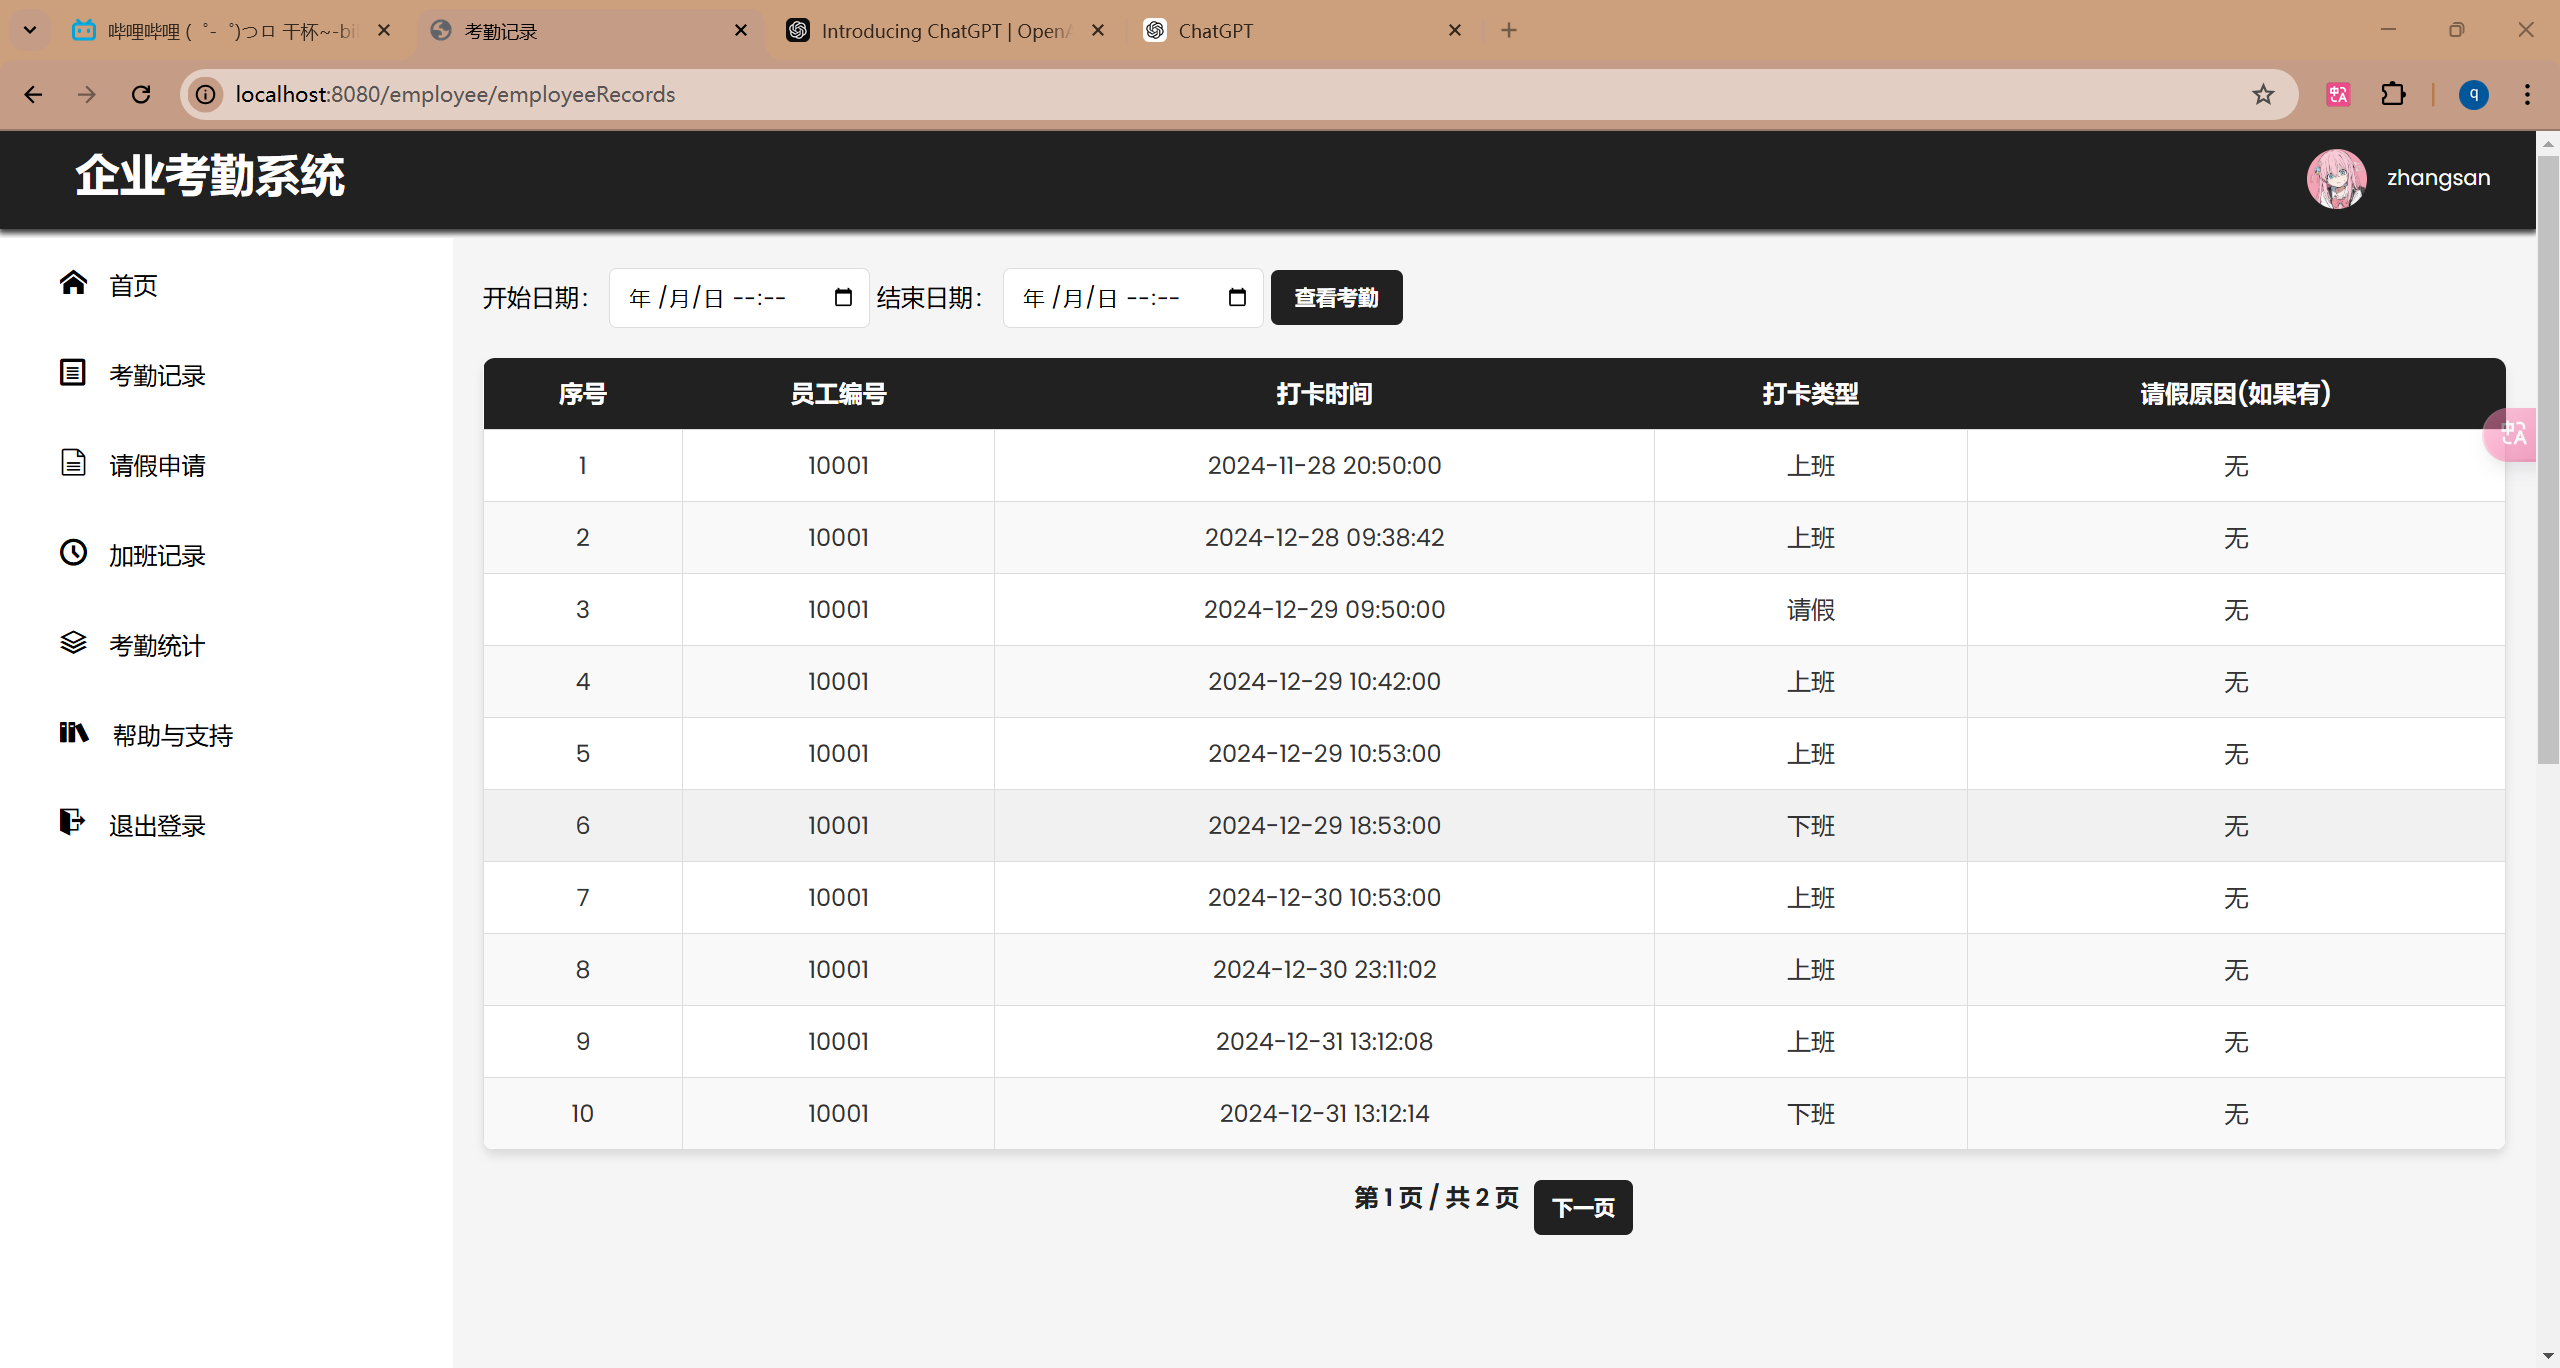 哔哩哔哩 (゜-゜)つロ 干杯~-bi
考勤记录
Introducing ChatGPT | OpenA
ChatGPT
localhost:8080/employee/employeeRecords
q
企业考勤系统
zhangsan
首页
考勤记录
请假申请
加班记录
考勤统计
帮助与支持
退出登录
开始日期： 年 /月/日 --:-- 结束日期： 年 /月/日 --:-- 查看考勤
序号 员工编号 打卡时间 打卡类型 请假原因(如果有)
1 10001 2024-11-28 20:50:00 上班 无
2 10001 2024-12-28 09:38:42 上班 无
3 10001 2024-12-29 09:50:00 请假 无
4 10001 2024-12-29 10:42:00 上班 无
5 10001 2024-12-29 10:53:00 上班 无
6 10001 2024-12-29 18:53:00 下班 无
7 10001 2024-12-30 10:53:00 上班 无
8 10001 2024-12-30 23:11:02 上班 无
9 10001 2024-12-31 13:12:08 上班 无
10 10001 2024-12-31 13:12:14 下班 无
第 1 页 / 共 2 页 下一页